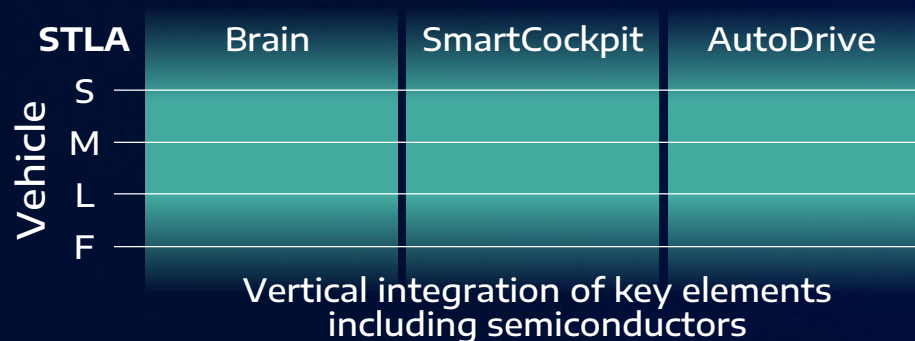 STLA Brain SmartCockpit AutoDrive
Vehicle
S
M
L
F
Vertical integration of key elements
including semiconductors